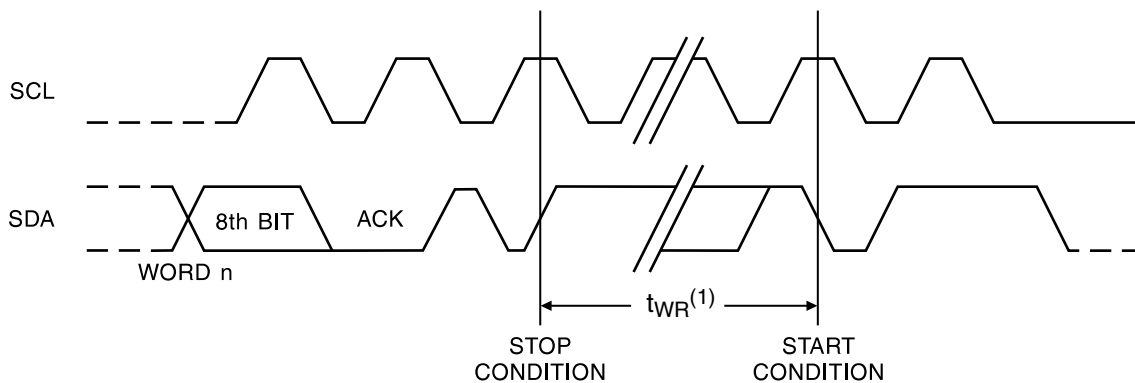 SCL
SDA
8th BIT
ACK
WORD n
tWR(1)
STOP
CONDITION
START
CONDITION